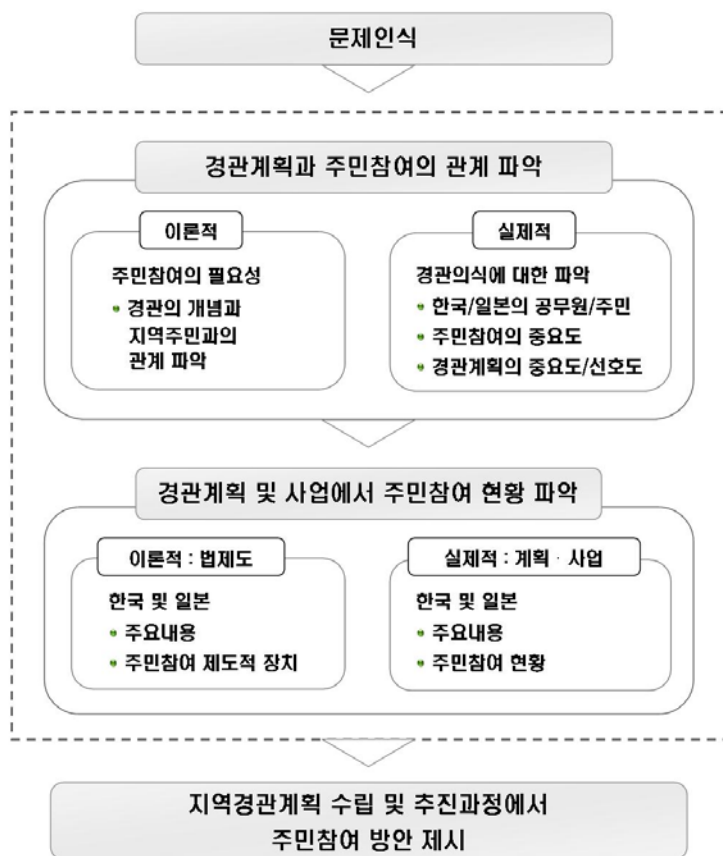 문제인식
경관계획과 주민참여의 관계 파악
이론적
주민참여의 필요성
경관의 개념과
지역주민과의
관계 파악
실제적
경관의식에 대한 파악
한국/일본의 공무원/주민
주민참여의 중요도
경관계획의 중요도/선호도
경관계획 및 사업에서 주민참여 현황 파악
이론적 : 법제도
한국 및 일본
주요내용
주민참여 제도적 장치
실제적 : 계획 · 사업
한국 및 일본
주요내용
주민참여 현황
지역경관계획 수립 및 추진과정에서
주민참여 방안 제시